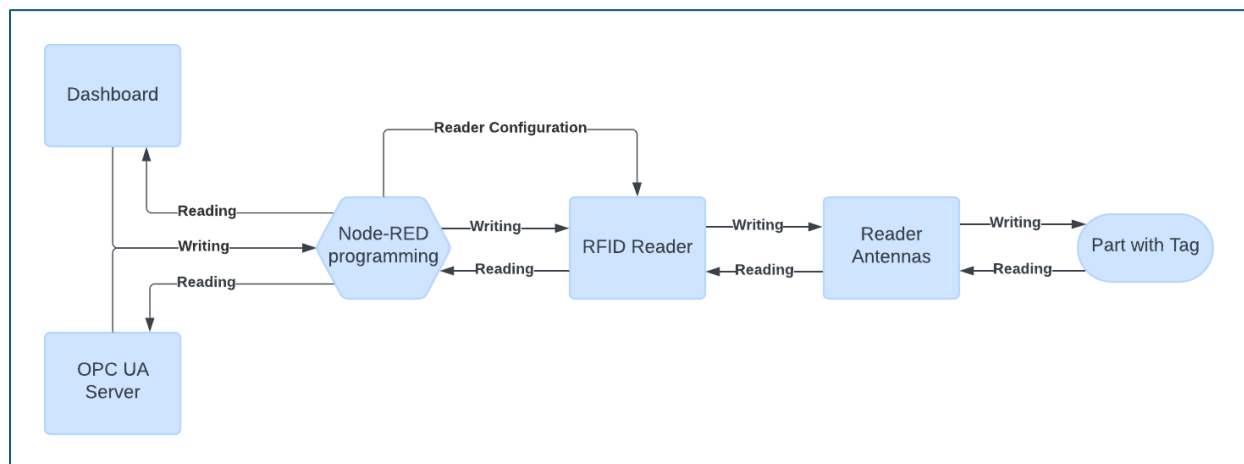 Dashboard
Reader Configuration
Reading
Writing
Reading
Node-RED
programming
Writing
Reading
RFID Reader
Writing
Reading
Reader
Antennas
Writing
Reading
Part with Tag
OPC UA
Server